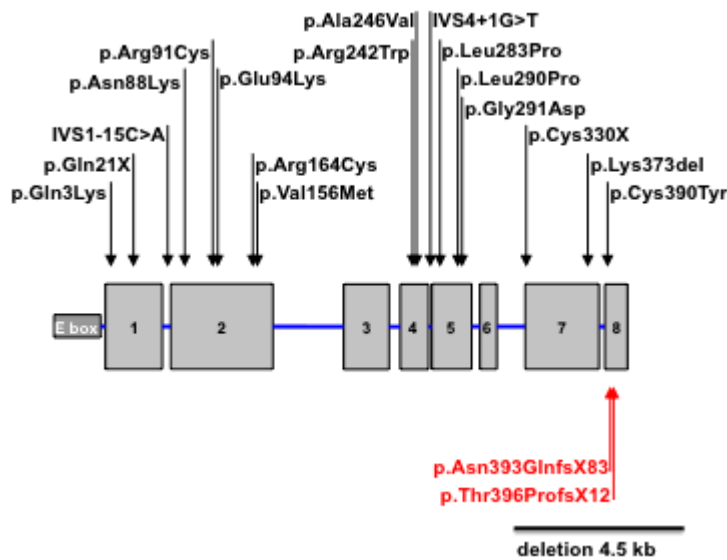 p.Ala246Val IVS4+1G>T
p.Arg91Cys p.Arg242Trp p.Leu283Pro
p.Asn88Lys p.Glu94Lys p.Leu290Pro
p.Gly291Asp
IVS1-15C>A p.Cys330X
p.Gln21X p.Arg164Cys p.Lys373del
p.Gln3Lys p.Val156Met p.Cys390Tyr
E box 1 2 3 4 5 6 7 8
p.Asn393GlnfsX83
p.Thr396ProfsX12
deletion 4.5 kb